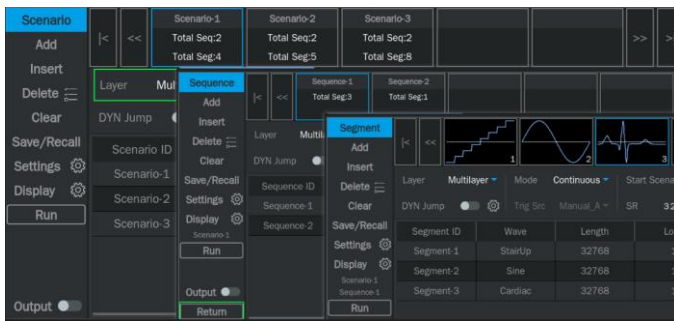 Scenario
Add
Insert
Delete
Clear
Save/Recall
Settings
Display
Run
Output
|<
<<
Scenario-1
Total Seq:2
Total Seg:4
Scenario-2
Total Seq:2
Total Seg:5
Scenario-3
Total Seq:2
Total Seg:8
>>
Layer
DYN Jump
Scenario ID
Scenario-1
Scenario-2
Scenario-3
Sequence
Add
Insert
Delete
Clear
Save/Recall
Settings
Display
Scenario-1
Run
Output
Return
|<
<<
Sequence-1
Total Seg:3
Sequence-2
Total Seg:1
Layer
DYN Jump
Sequence ID
Sequence-1
Sequence-2
Segment
Add
Insert
Delete
Clear
Save/Recall
Settings
Display
Scenario-1
Sequence-1
Run
|<
<<
1
2
3
Layer Multilayer Mode Continuous Start
DYN Jump Trig Src Manual_A SR 32
Segment ID Wave Length
Segment-1 StairUp 32768
Segment-2 Sine 32768
Segment-3 Cardiac 32768